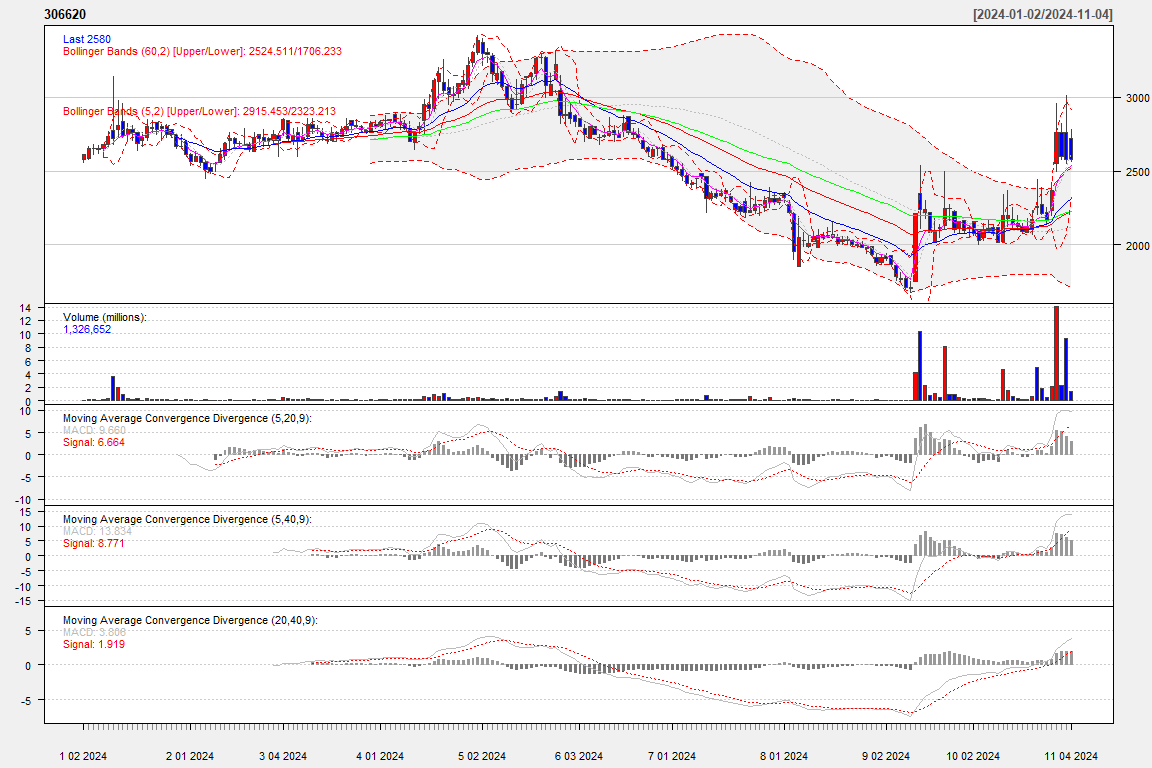 306620 [2024-01-02/2024-11-04]
Last 2580
Bollinger Bands (60,2) [Upper/Lower]: 2524.511/1706.233
Bollinger Bands (5,2) [Upper/Lower]: 2915.453/2323.213
3000
2500
2000
Volume (millions):
1,326,652
14
12
10
8
6
4
2
0
Moving Average Convergence Divergence (5,20,9):
MACD: 9.660
Signal: 6.664
10
5
0
-5
-10
Moving Average Convergence Divergence (5,40,9):
MACD: 13.834
Signal: 8.771
15
10
5
0
-5
-10
-15
Moving Average Convergence Divergence (20,40,9):
MACD: 3.806
Signal: 1.919
5
0
-5
1 02 2024 2 01 2024 3 04 2024 4 01 2024 5 02 2024 6 03 2024 7 01 2024 8 01 2024 9 02 2024 10 02 2024 11 04 2024